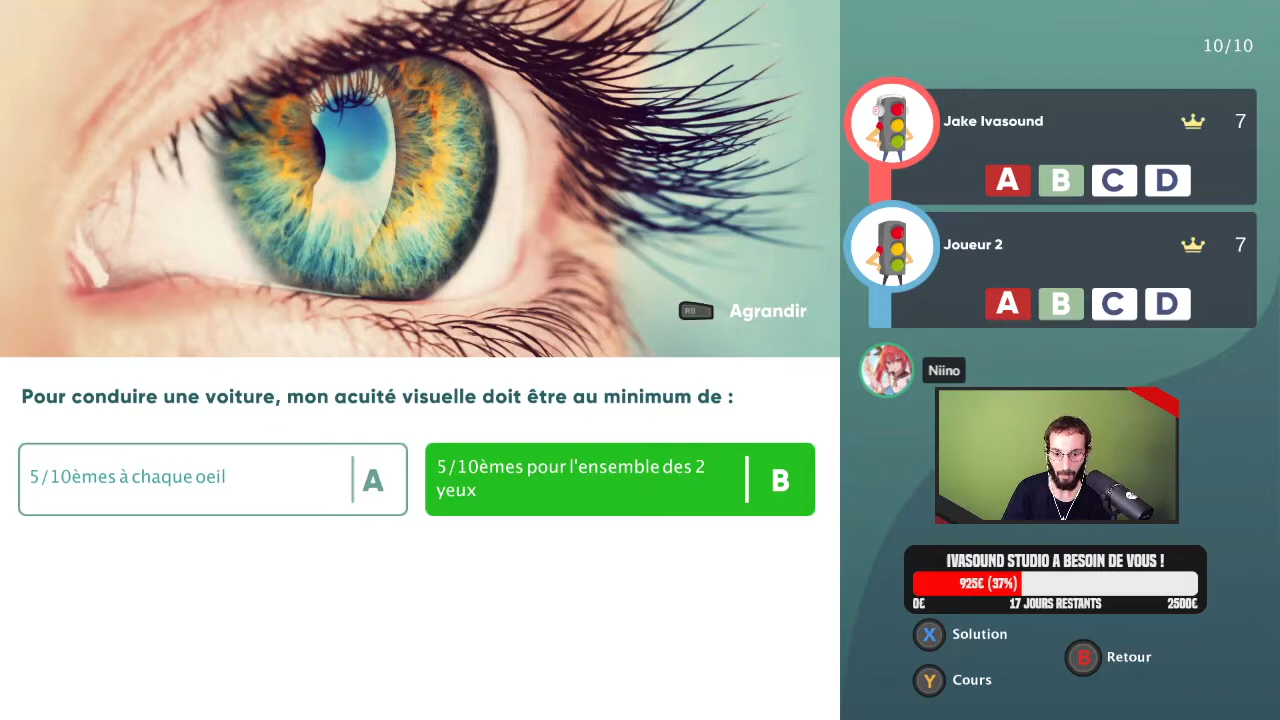 10/10
Jake Ivasound 7
A B C D
Joueur 2 7
A B C D
RB Agrandir
Niino
Pour conduire une voiture, mon acuité visuelle doit être au minimum de :
5/10èmes à chaque oeil A
5/10èmes pour l'ensemble des 2
yeux
B
IVASOUND STUDIO A BESOIN DE VOUS !
925€ (37%)
0€ 17 JOURS RESTANTS 2500€
X Solution
B Retour
Y Cours